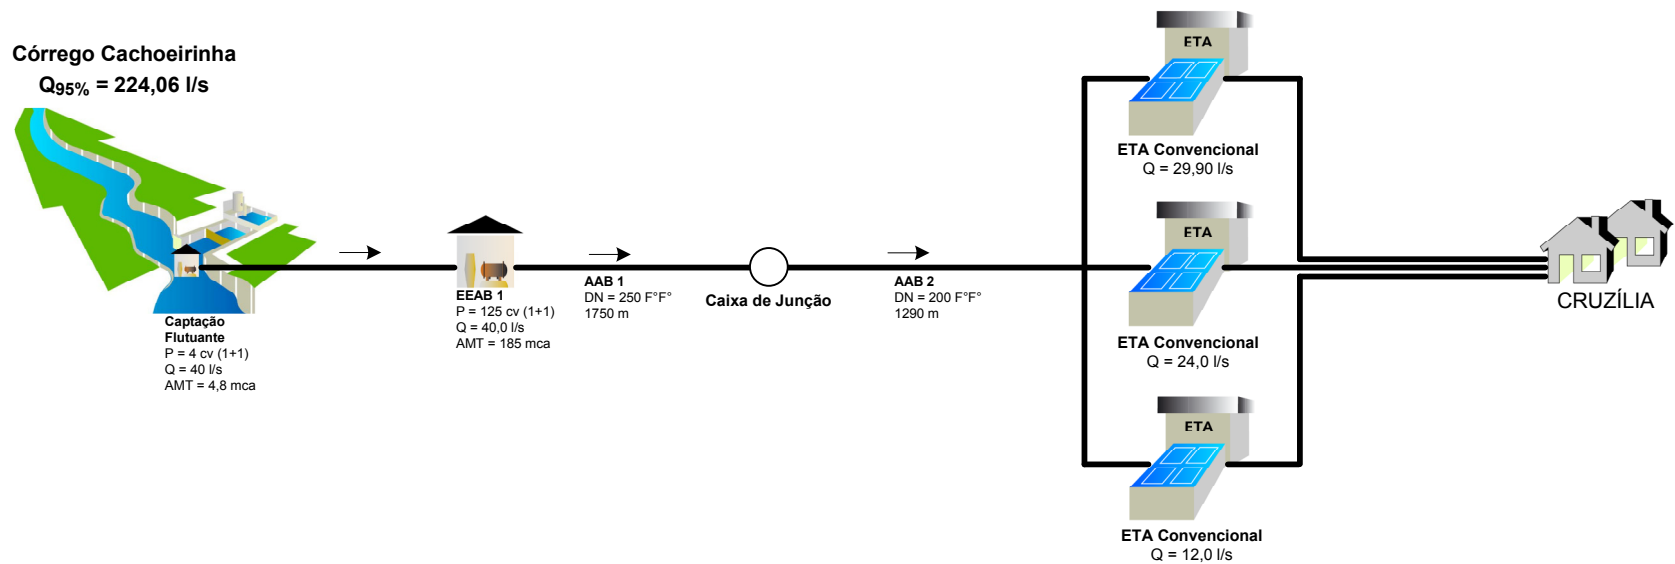 Córrego Cachoeirinha
Q95% = 224,06 l/s
Captação
Flutuante
P = 4 cv (1+1)
Q = 40 l/s
AMT = 4,8 mca
EEAB 1
P = 125 cv (1+1)
Q = 40,0 l/s
AMT = 185 mca
AAB 1
DN = 250 F°F°
1750 m
Caixa de Junção
AAB 2
DN = 200 F°F°
1290 m
ETA
ETA Convencional
Q = 29,90 l/s
ETA
ETA Convencional
Q = 24,0 l/s
ETA
ETA Convencional
Q = 12,0 l/s
CRUZÍLIA